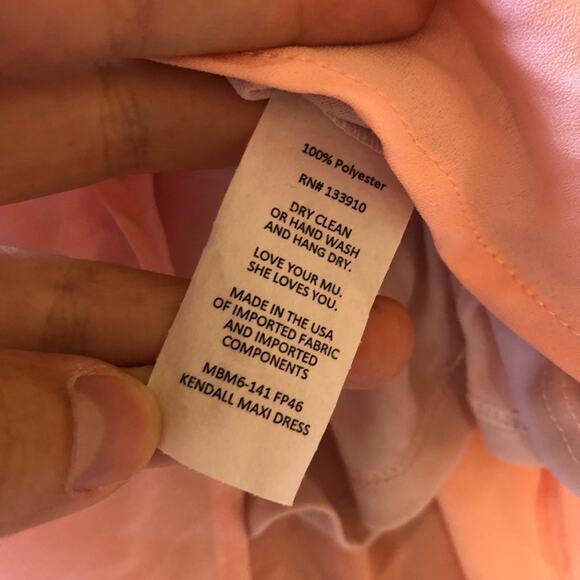 100% Polyester
RN# 133910
DRY CLEAN
OR HAND WASH
AND HANG DRY.
LOVE YOUR MU.
SHE LOVES YOU.
MADE IN THE USA
OF IMPORTED FABRIC
AND IMPORTED
COMPONENTS
MBM6-141 FP46
KENDALL MAXI DRESS